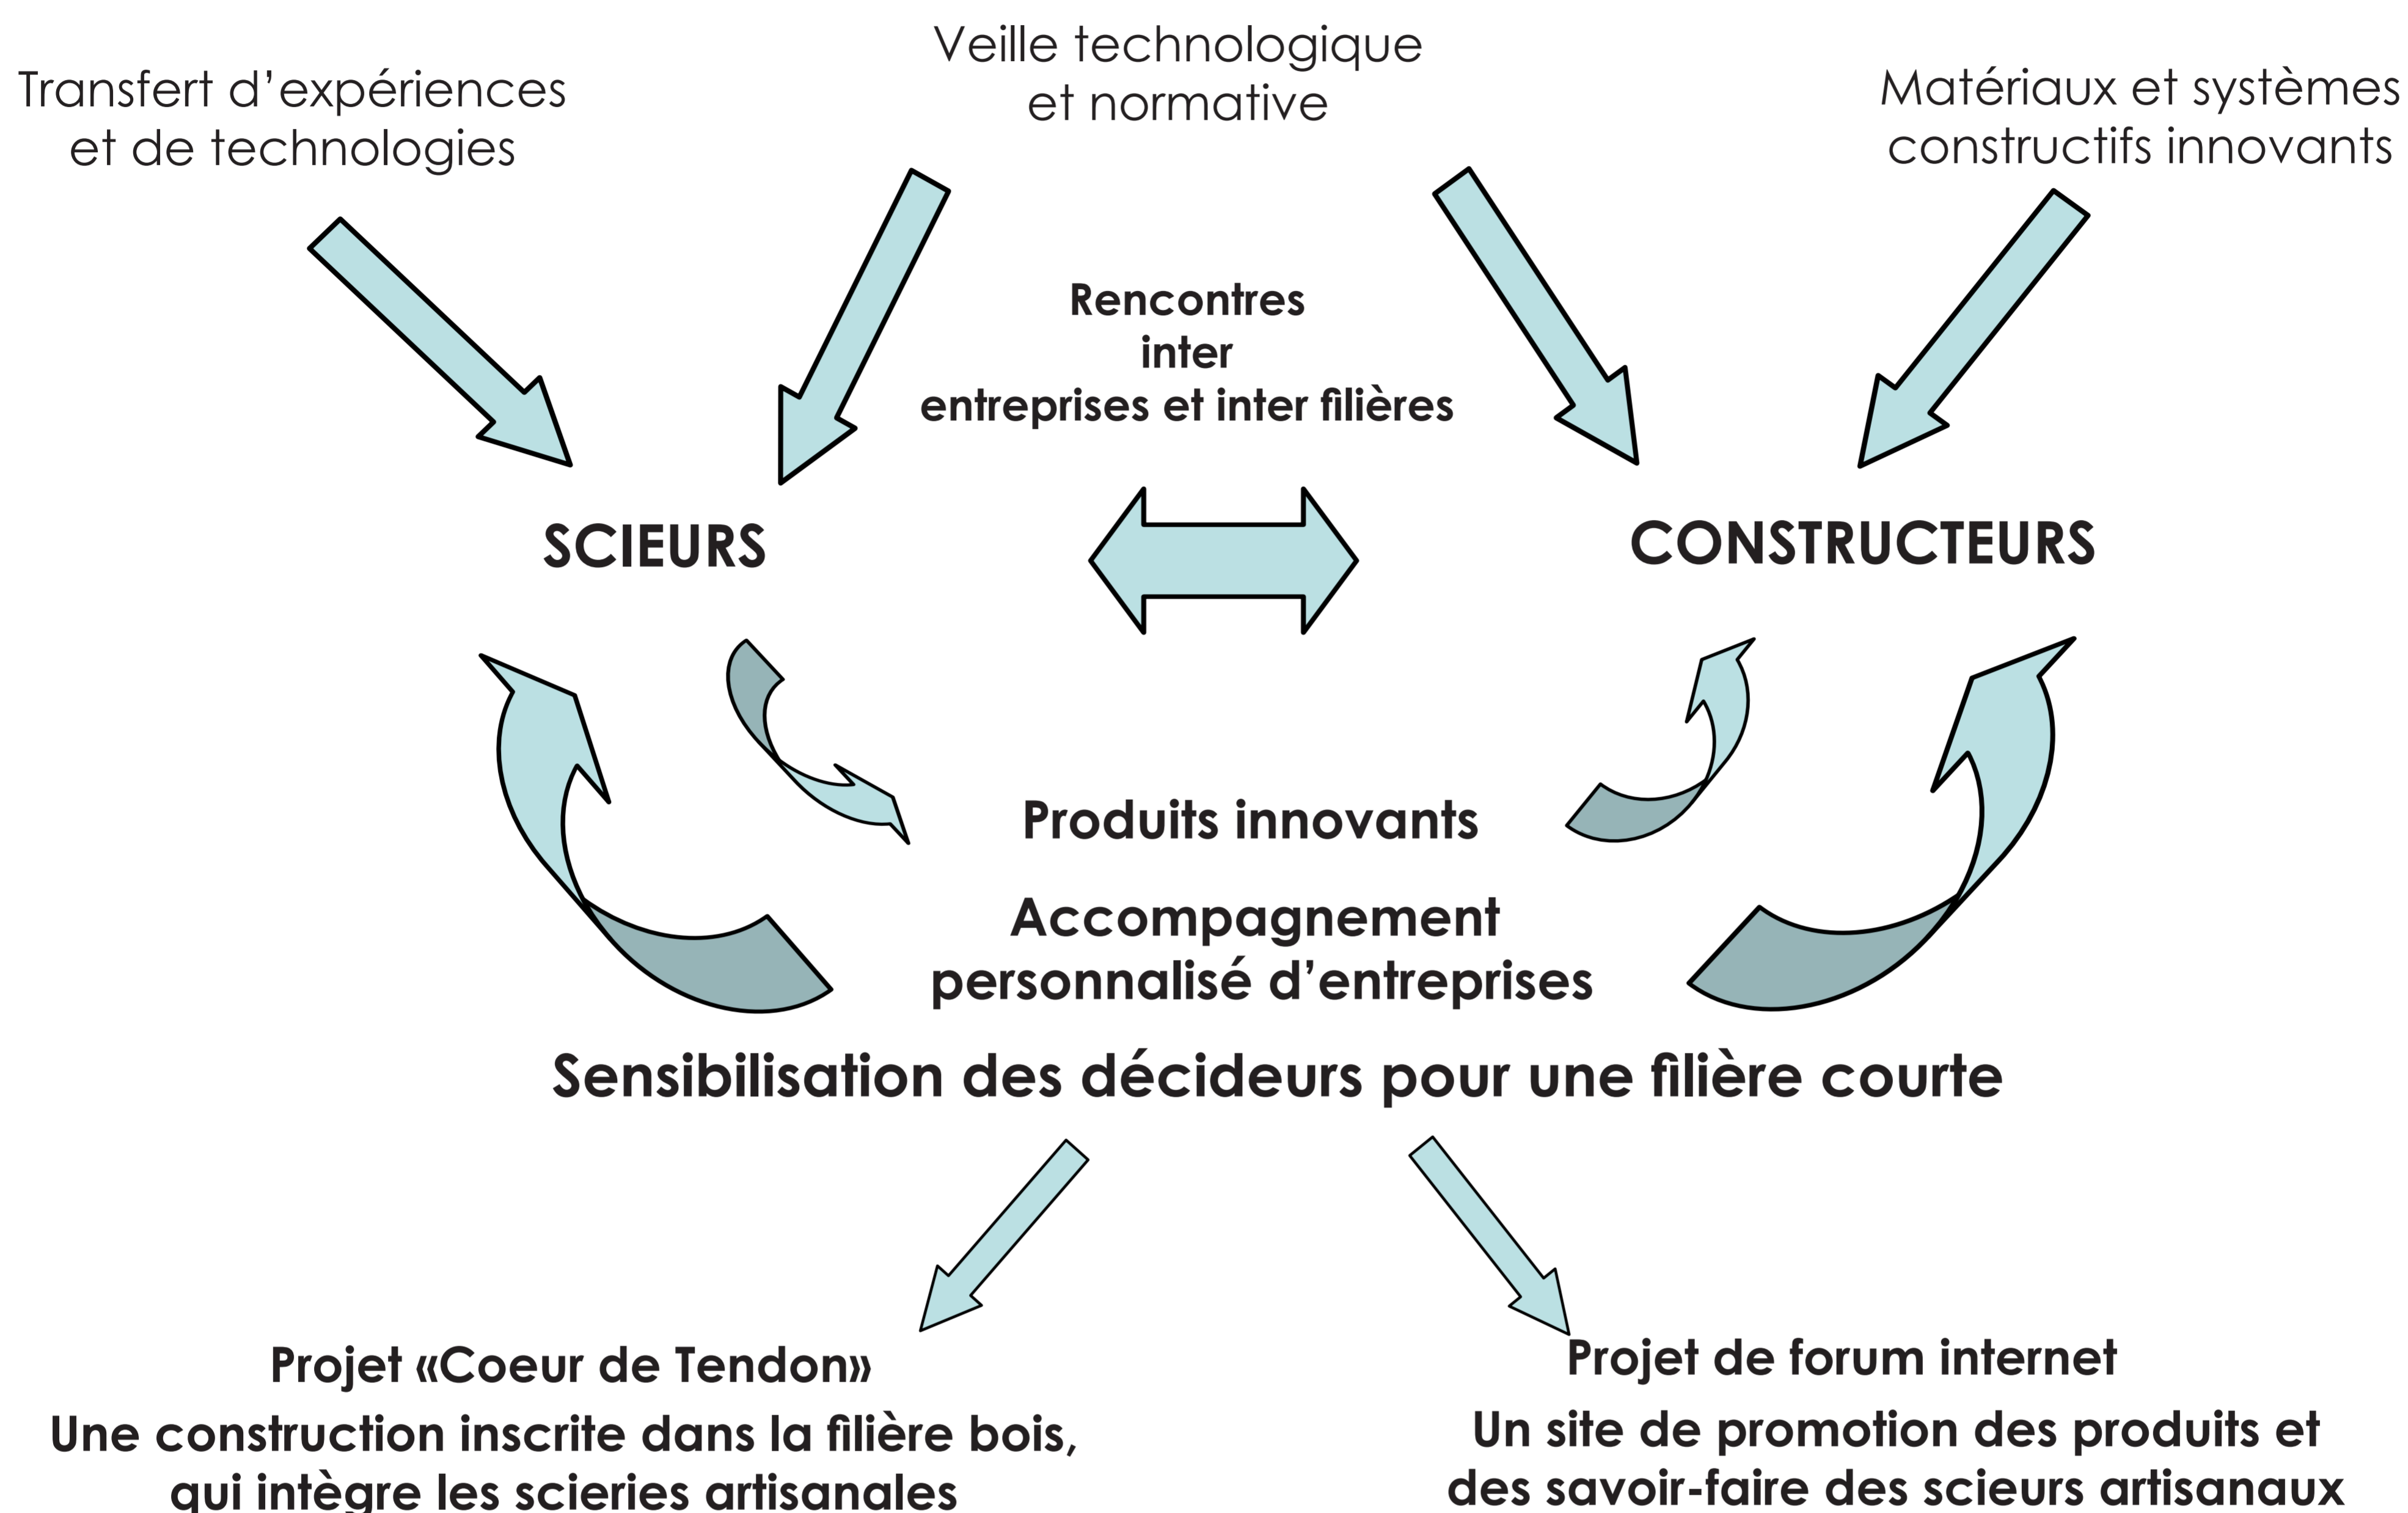 Transfert d'expériences
et de technologies
Veille technologique
et normative
Matériaux et systèmes
constructifs innovants
Rencontres
inter
entreprises et inter filières
SCIEURS
CONSTRUCTEURS
Produits innovants
Accompagnement
personnalisé d'entreprises
Sensibilisation des décideurs pour une filière courte
Projet «Coeur de Tendon»
Une construction inscrite dans la filière bois,
qui intègre les scieries artisanales
Projet de forum internet
Un site de promotion des produits et
des savoir-faire des scieurs artisanaux